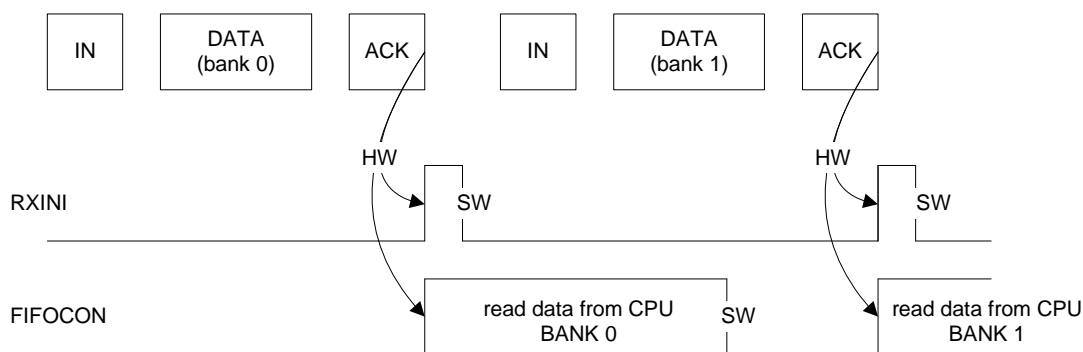 IN
DATA
(bank 0)
ACK
IN
DATA
(bank 1)
ACK
HW
HW
RXINI
SW
SW
FIFOCON
read data from CPU
BANK 0
SW
read data from CPU
BANK 1